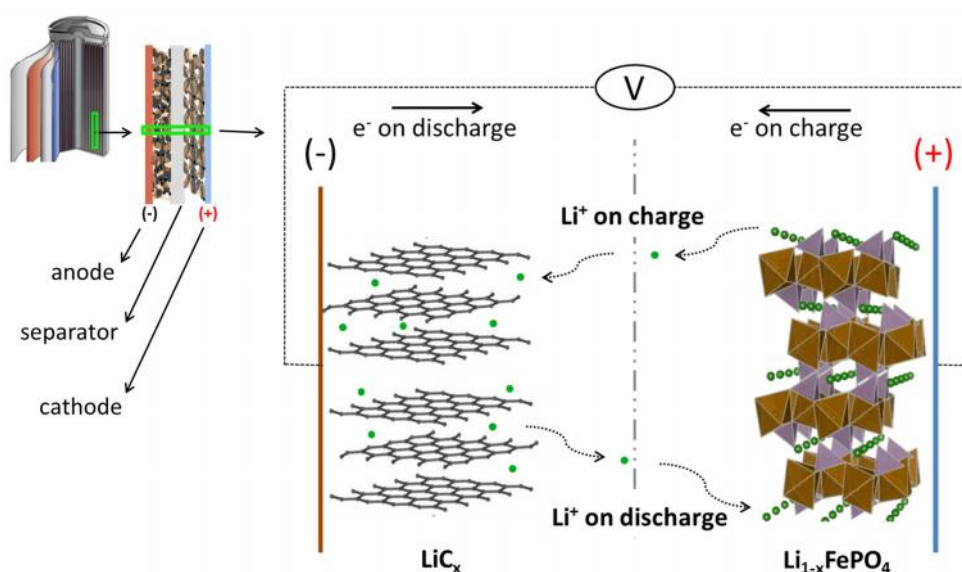 V
e⁻ on discharge
e⁻ on charge
(-)
(+)
(-)
(+)
Li⁺ on charge
anode
separator
cathode
Li⁺ on discharge
LiCₓ
Li₁₋ₓFePO₄